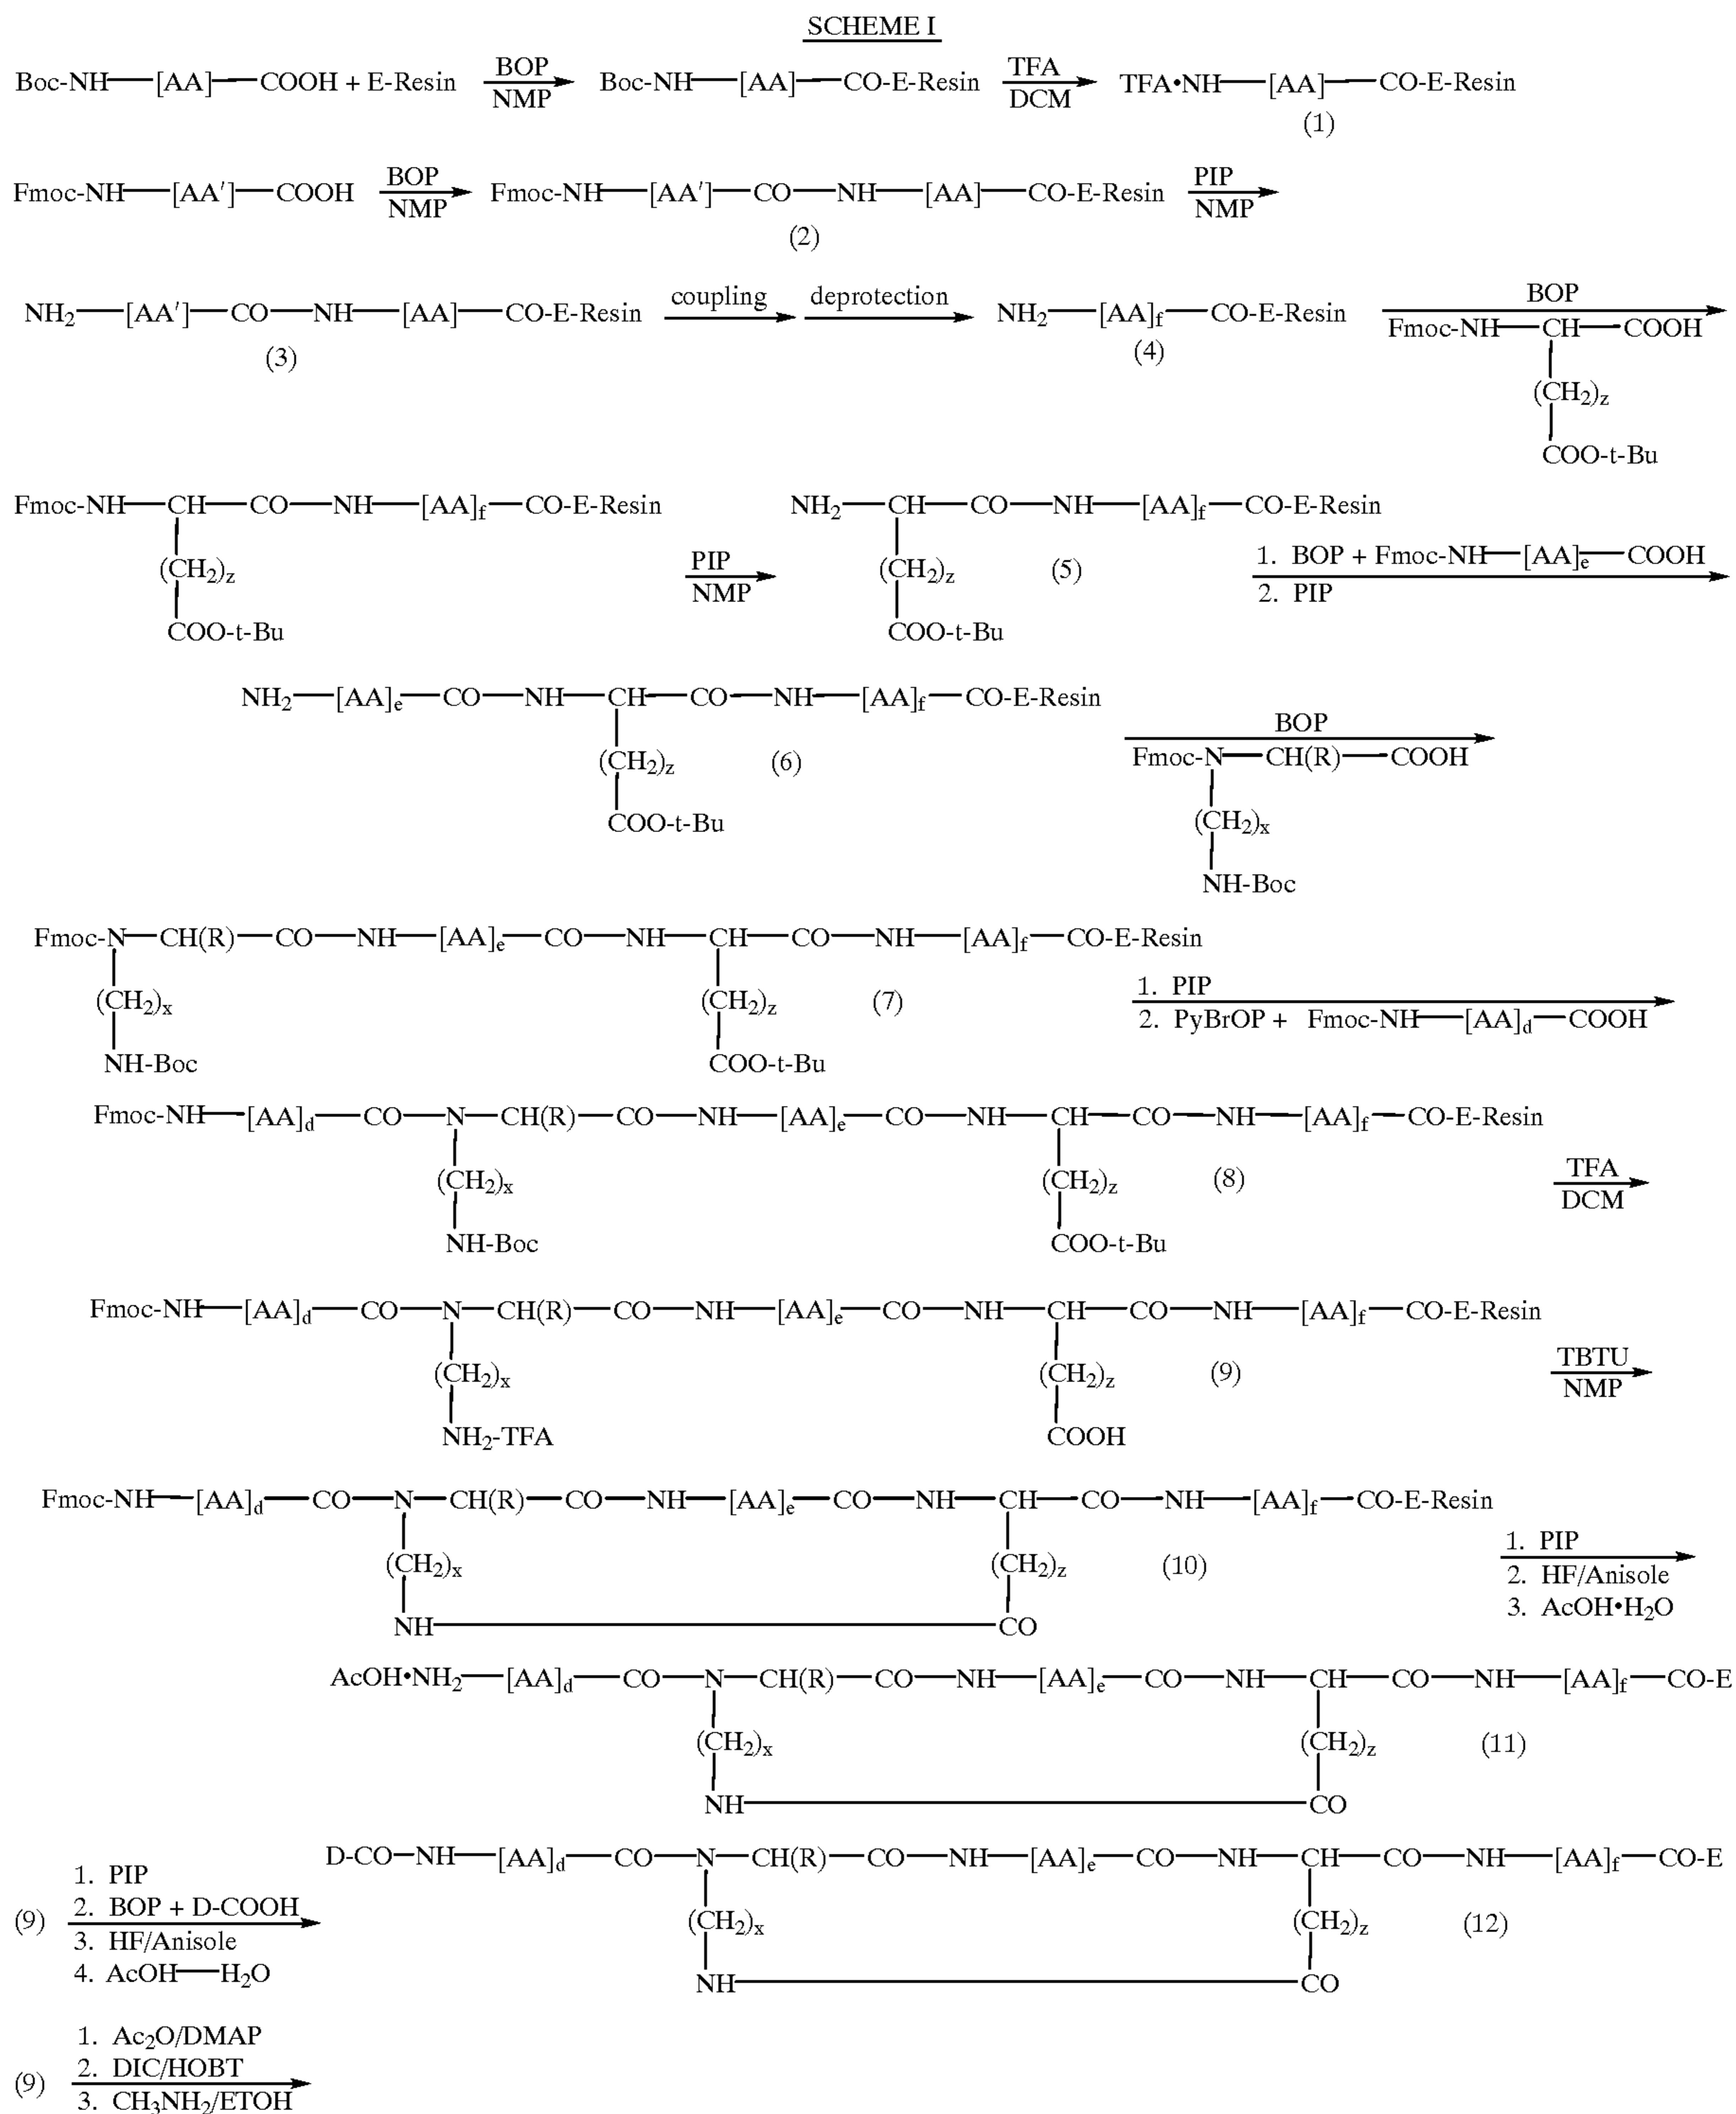 SCHEME I
Boc-NH—[AA]—COOH + E-Resin BOP NMP Boc-NH—[AA]—CO-E-Resin TFA DCM TFA•NH—[AA]—CO-E-Resin
(1)
Fmoc-NH—[AA′]—COOH BOP NMP Fmoc-NH—[AA′]—CO—NH—[AA]—CO-E-Resin PIP NMP
(2)
NH₂—[AA′]—CO—NH—[AA]—CO-E-Resin coupling deprotection NH₂—[AA]f—CO-E-Resin BOP
(3) (4) Fmoc-NH—CH—COOH
(CH₂)z
COO-t-Bu
Fmoc-NH—CH—CO—NH—[AA]f—CO-E-Resin NH₂—CH—CO—NH—[AA]f—CO-E-Resin
(CH₂)z PIP NMP (CH₂)z (5) 1. BOP + Fmoc-NH—[AA]e—COOH
2. PIP
COO-t-Bu COO-t-Bu
NH₂—[AA]e—CO—NH—CH—CO—NH—[AA]f—CO-E-Resin
(CH₂)z (6) BOP
COO-t-Bu Fmoc-N—CH(R)—COOH
(CH₂)x
NH-Boc
Fmoc-N—CH(R)—CO—NH—[AA]e—CO—NH—CH—CO—NH—[AA]f—CO-E-Resin
(CH₂)x (CH₂)z (7) 1. PIP
2. PyBrOP + Fmoc-NH—[AA]d—COOH
NH-Boc COO-t-Bu
Fmoc-NH—[AA]d—CO—N—CH(R)—CO—NH—[AA]e—CO—NH—CH—CO—NH—[AA]f—CO-E-Resin
(CH₂)x (CH₂)z (8) TFA DCM
NH-Boc COO-t-Bu
Fmoc-NH—[AA]d—CO—N—CH(R)—CO—NH—[AA]e—CO—NH—CH—CO—NH—[AA]f—CO-E-Resin
(CH₂)x (CH₂)z (9) TBTU NMP
NH₂-TFA COOH
Fmoc-NH—[AA]d—CO—N—CH(R)—CO—NH—[AA]e—CO—NH—CH—CO—NH—[AA]f—CO-E-Resin
(CH₂)x (CH₂)z (10) 1. PIP
2. HF/Anisole
3. AcOH•H₂O
NH—CO
AcOH•NH₂—[AA]d—CO—N—CH(R)—CO—NH—[AA]e—CO—NH—CH—CO—NH—[AA]f—CO-E
(CH₂)x (CH₂)z (11)
NH—CO
D-CO—NH—[AA]d—CO—N—CH(R)—CO—NH—[AA]e—CO—NH—CH—CO—NH—[AA]f—CO-E
(9) 1. PIP
2. BOP + D-COOH
3. HF/Anisole
4. AcOH—H₂O
(CH₂)x (CH₂)z (12)
NH—CO
(9) 1. Ac₂O/DMAP
2. DIC/HOBT
3. CH₃NH₂/ETOH